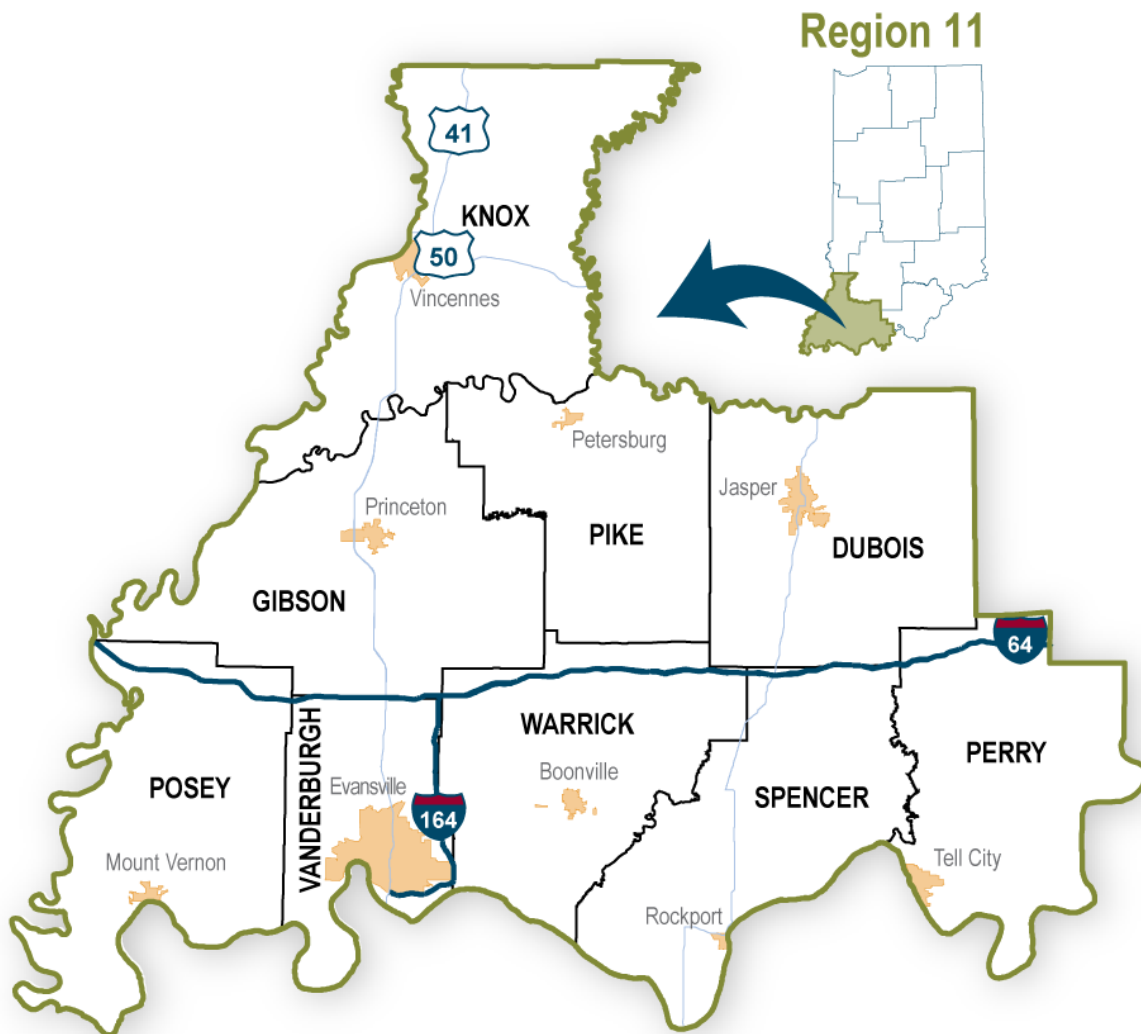 Region 11
41
KNOX
50
Vincennes
Petersburg
Jasper
Princeton
PIKE
DUBOIS
GIBSON
64
VANDERBURGH
WARRICK
PERRY
POSEY
Evansville
Boonville
SPENCER
164
Mount Vernon
Tell City
Rockport